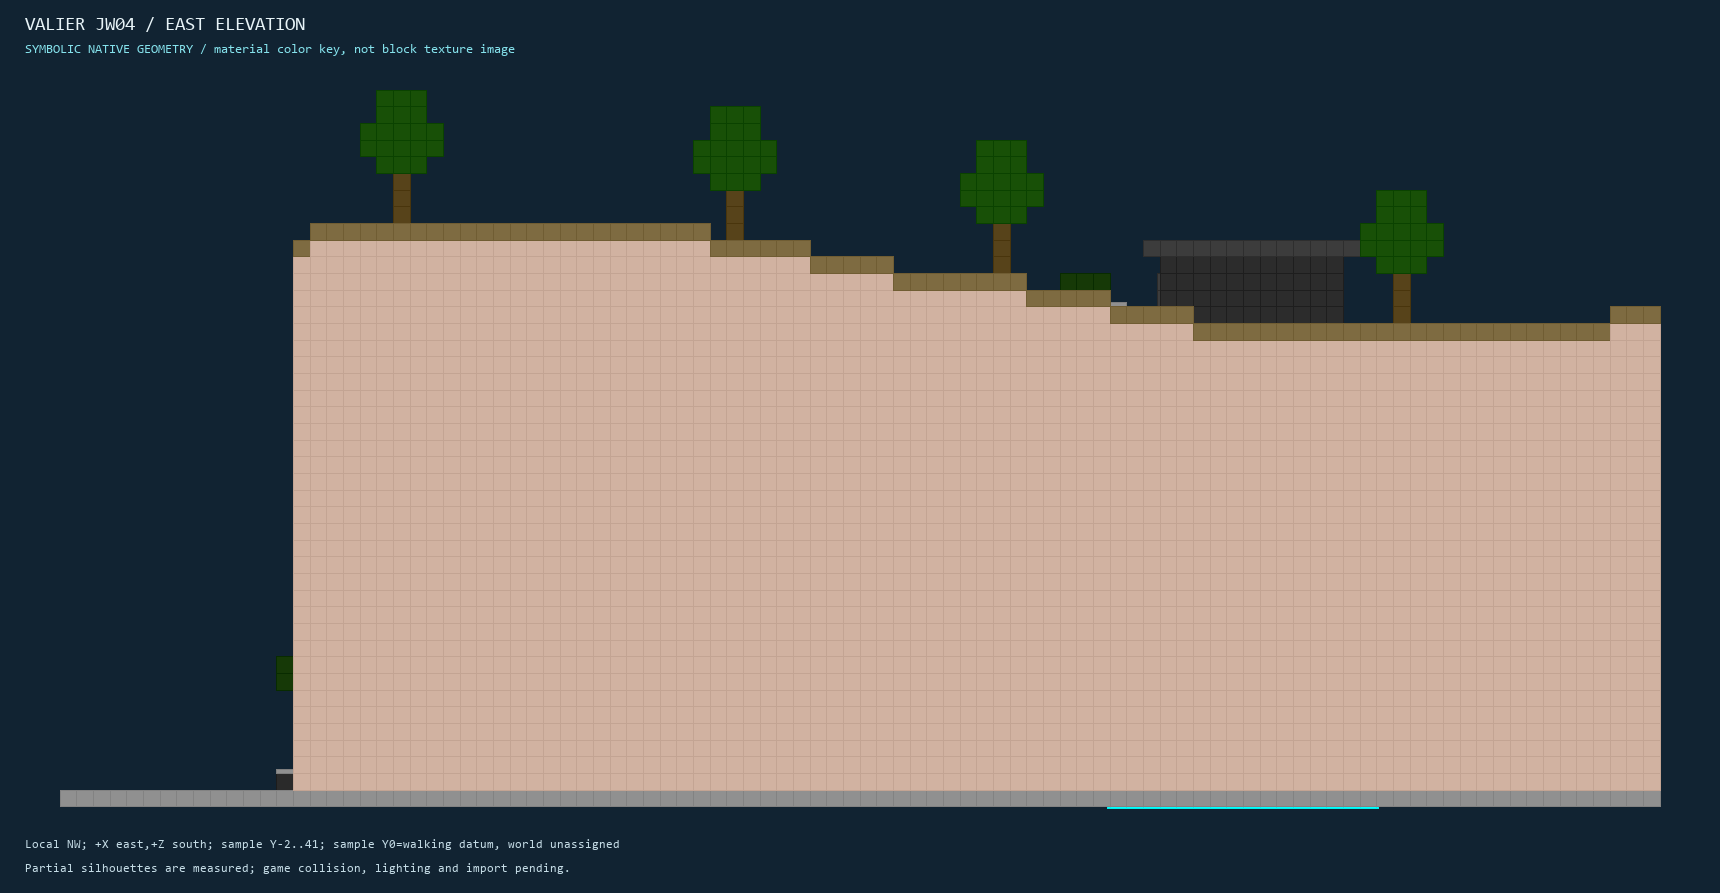 VALIER JW04 / EAST ELEVATION
SYMBOLIC NATIVE GEOMETRY / material color key, not block texture image
Local NW; +X east,+Z south; sample Y-2..41; sample Y0=walking datum, world unassigned
Partial silhouettes are measured; game collision, lighting and import pending.